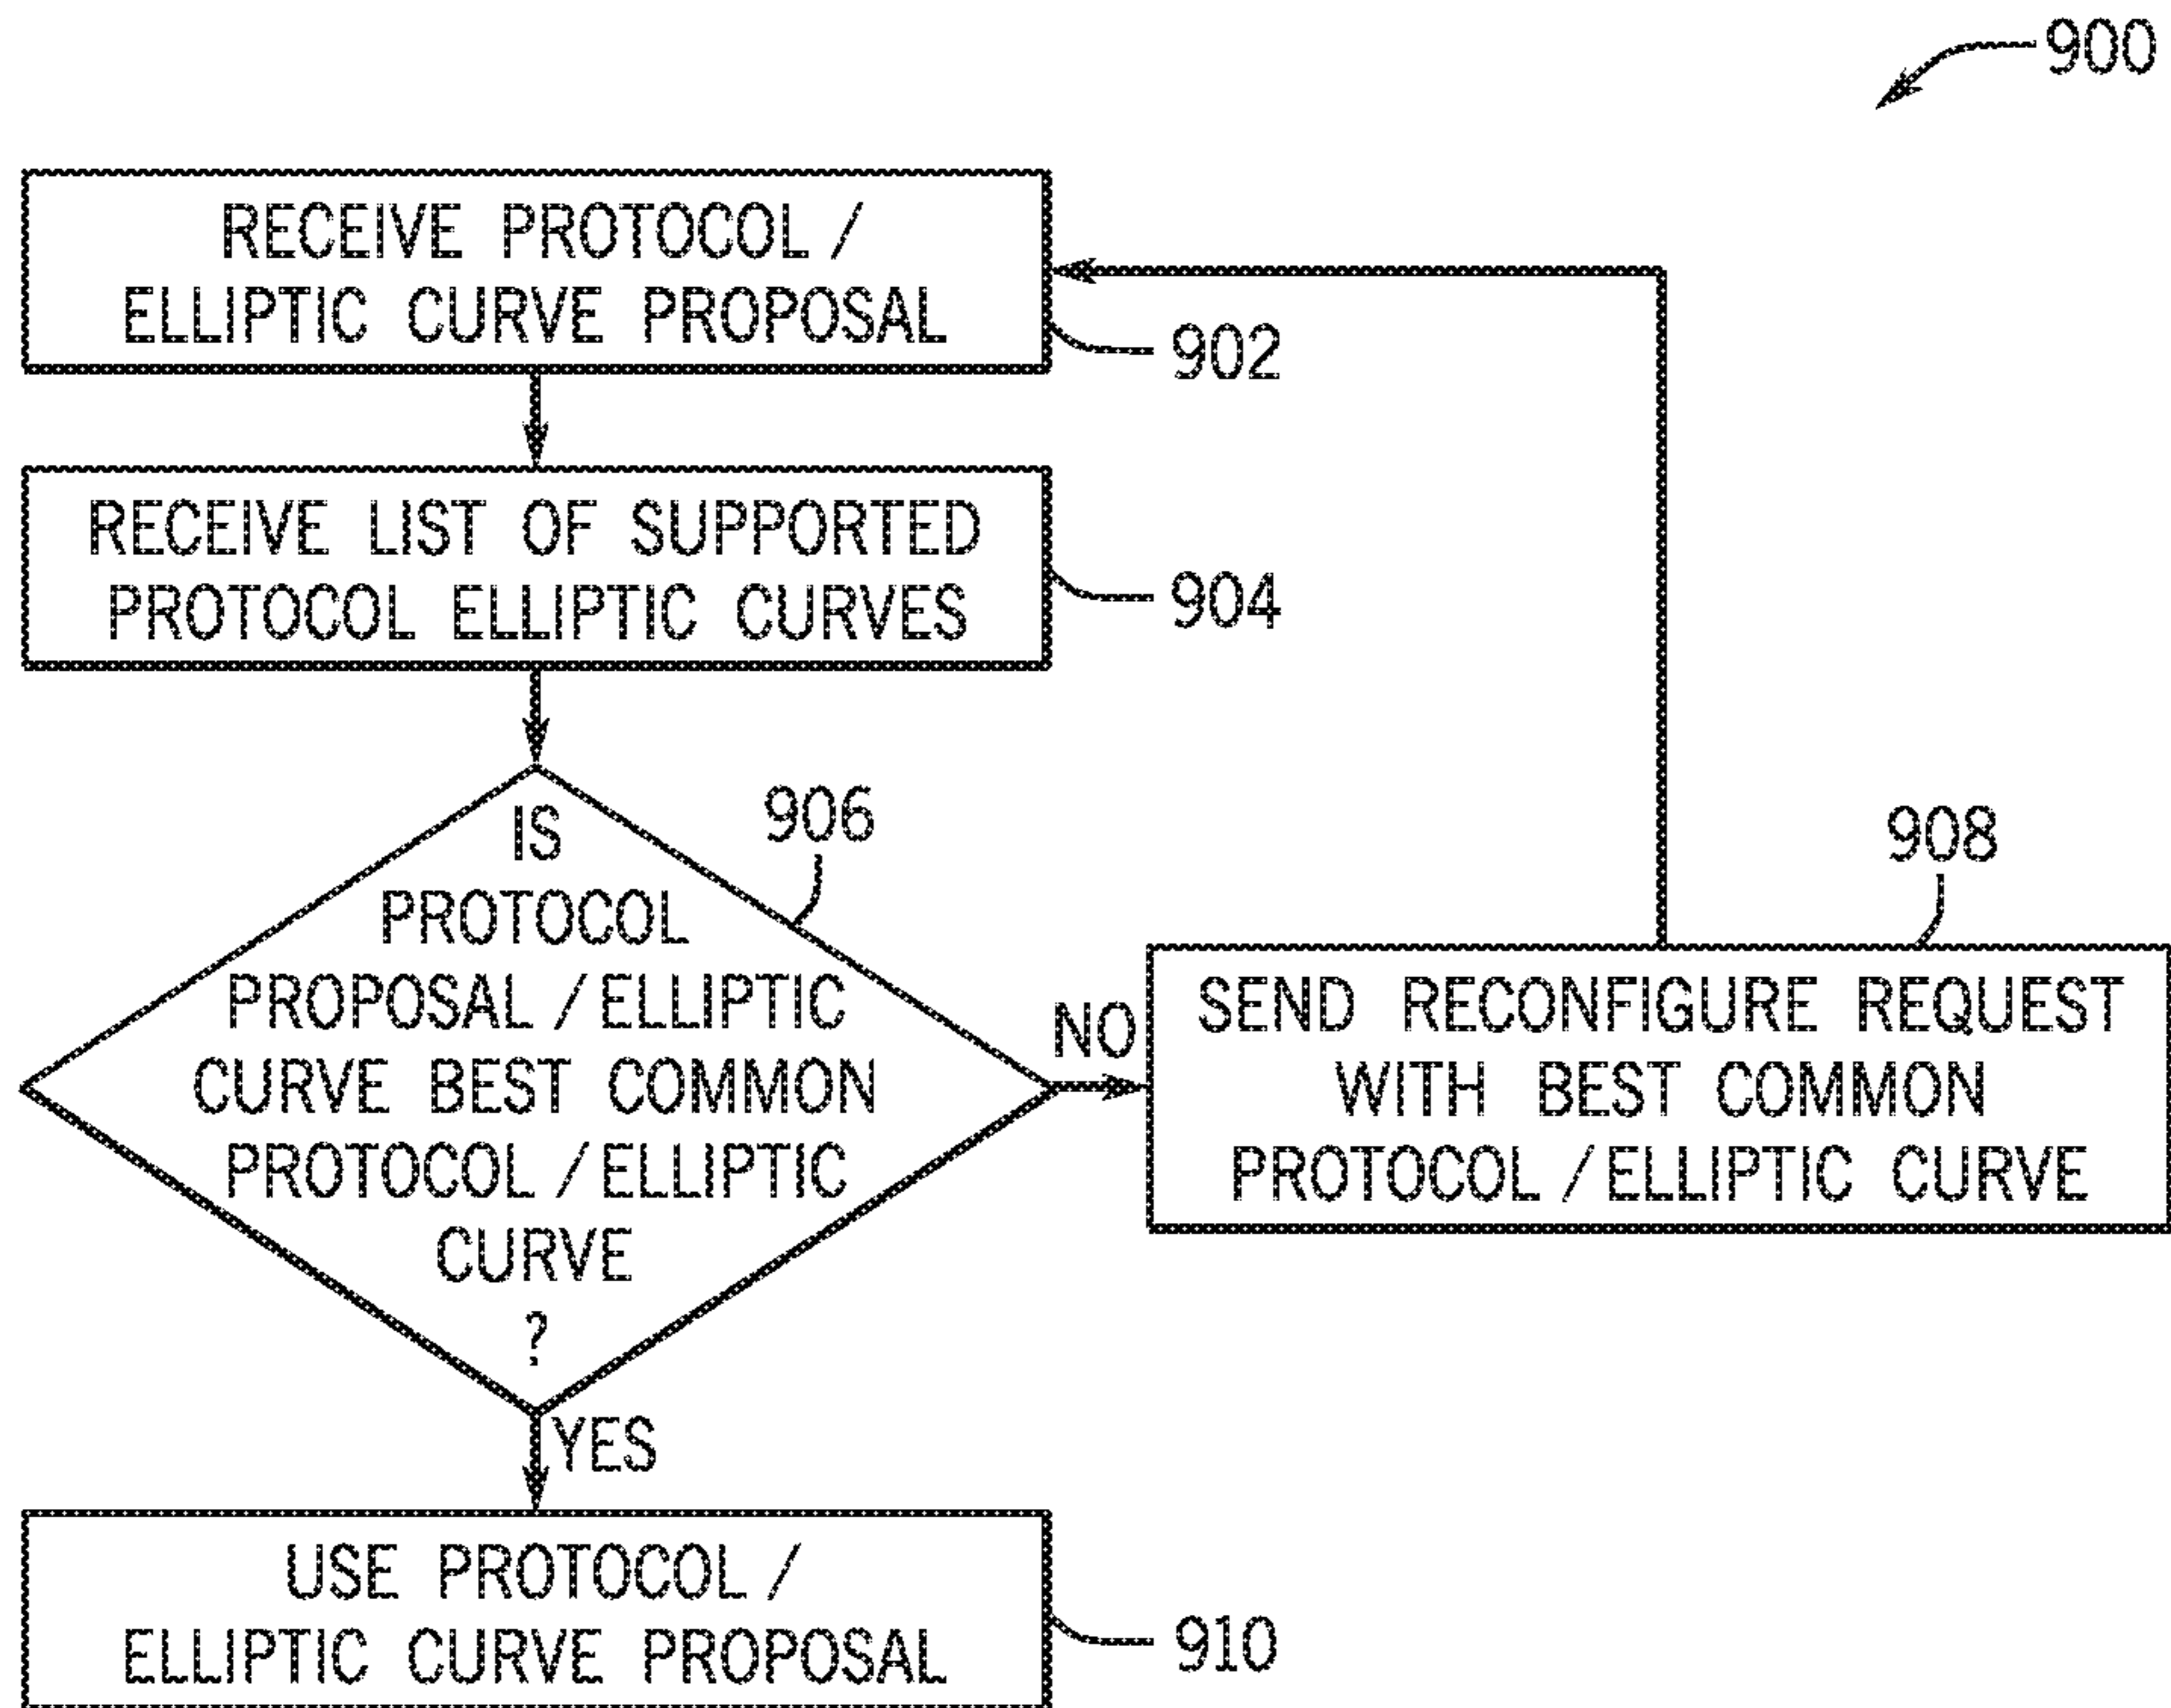 900
RECEIVE PROTOCOL /
ELLIPTIC CURVE PROPOSAL
902
RECEIVE LIST OF SUPPORTED
PROTOCOL ELLIPTIC CURVES
904
IS
PROTOCOL
PROPOSAL / ELLIPTIC
CURVE BEST COMMON
PROTOCOL / ELLIPTIC
CURVE
?
906
NO
908
SEND RECONFIGURE REQUEST
WITH BEST COMMON
PROTOCOL / ELLIPTIC CURVE
YES
USE PROTOCOL /
ELLIPTIC CURVE PROPOSAL
910